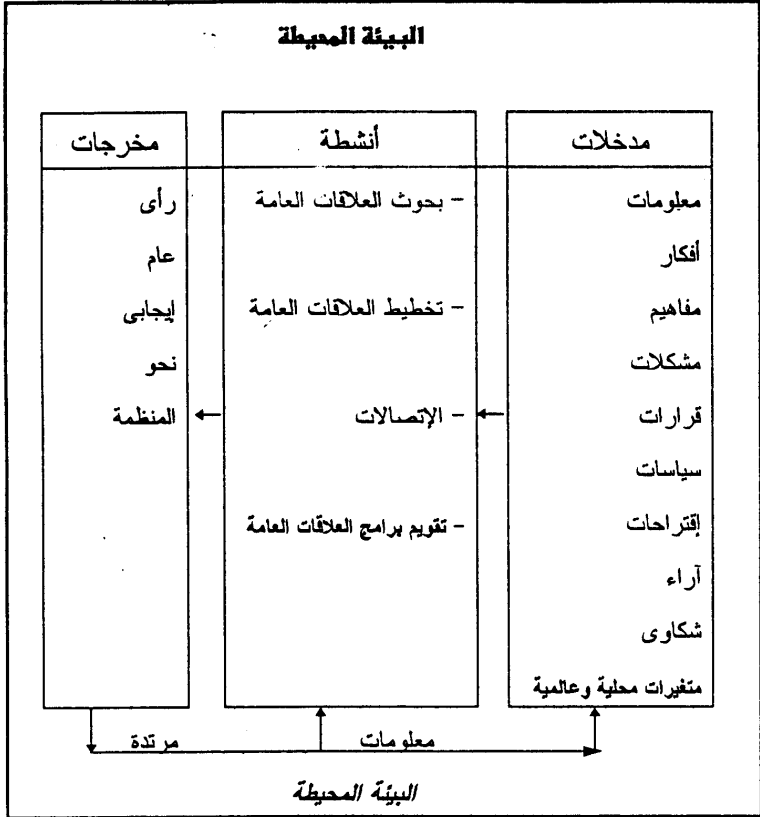 البيئة المحيطة
مدخلات
معلومات
أفكار
مفاهيم
مشكلات
قرارات
سياسات
إقتراحات
آراء
شكاوى
متغيرات محلية وعالمية
أنشطة
- بحوث العلاقات العامة
- تخطيط العلاقات العامة
- الإتصالات
- تقويم برامج العلاقات العامة
مخرجات
رأى
عام
إيجابى
نحو
المنظمة
معلومات مرتدة
البيئة المحيطة